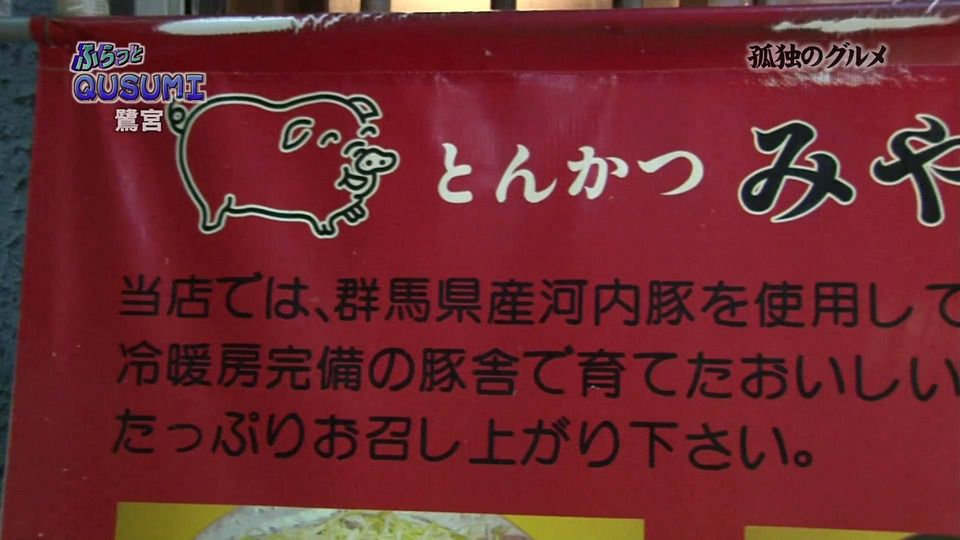 ふらっと
QUSUMI
鷺宮
孤独のグルメ
とんかつ みや
当店では、群馬県産河内豚を使用して
冷暖房完備の豚舎で育てたおいしい
たっぷりお召し上がり下さい。